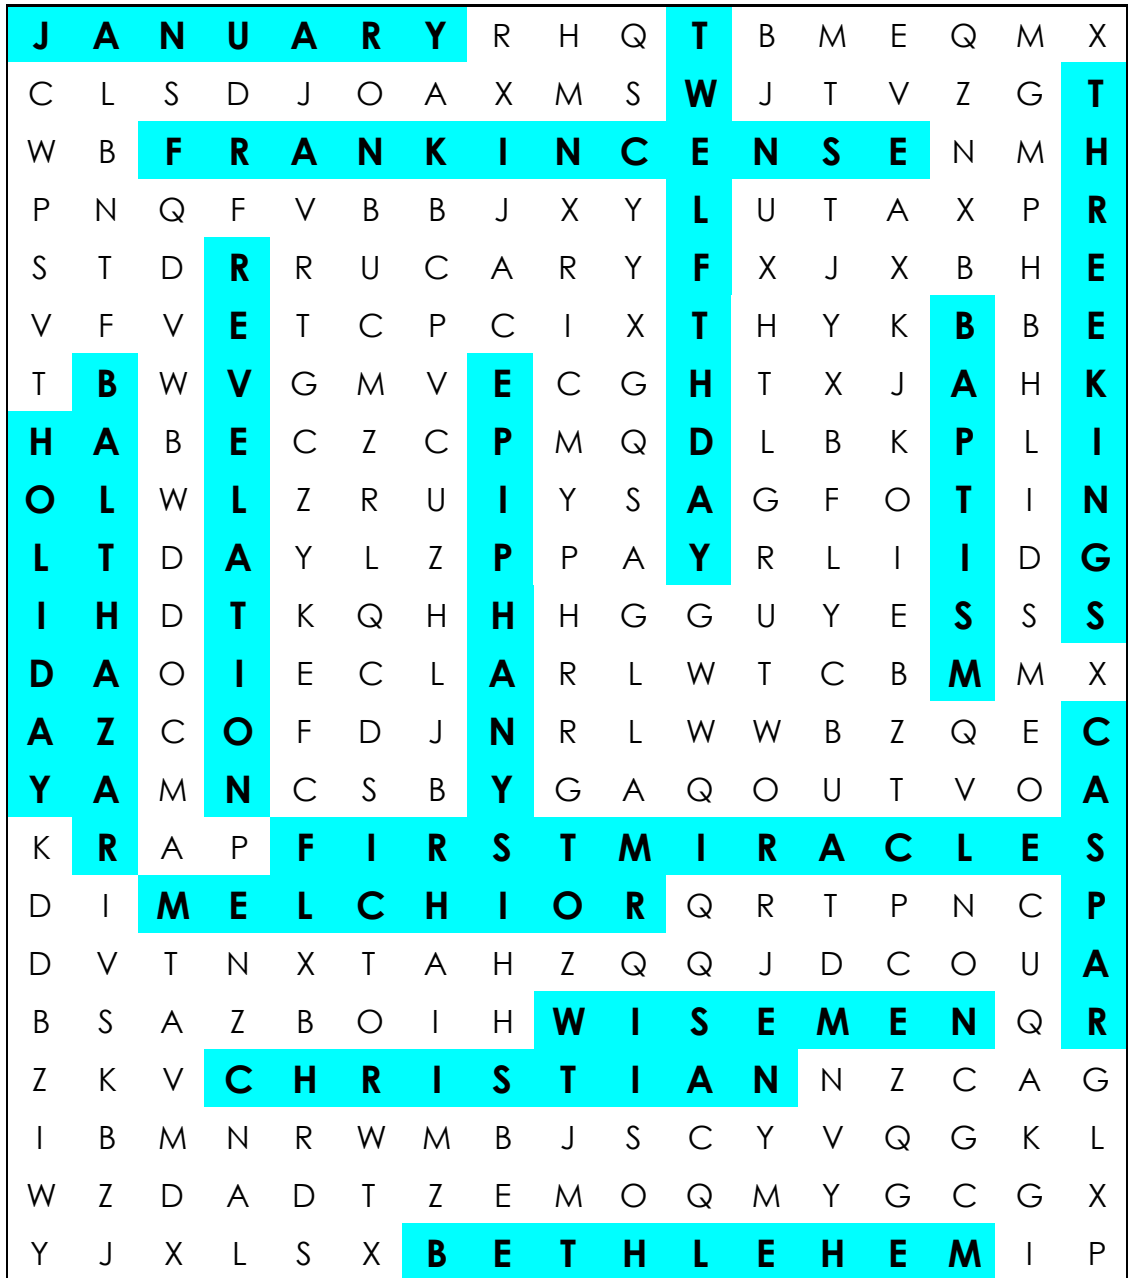 J A N U A R Y R H Q T B M E Q M X
C L S D J O A X M S W J T V Z G T
W B F R A N K I N C E N S E N M H
P N Q F V B B J X Y L U T A X P R
S T D R R U C A R Y F X J X B H E
V F V E T C P C I X T H Y K B B E
T B W V G M V E C G H T X J A H K
H A B E C Z C P M Q D L B K P L I
O L W L Z R U I Y S A G F O T I N
L T D A Y L Z P P A Y R L I I D G
I H D T K Q H H H G G U Y E S S S
D A O I E C L A R L W T C B M M X
A Z C O F D J N R L W W B Z Q E C
Y A M N C S B Y G A Q O U T V O A
K R A P F I R S T M I R A C L E S
D I M E L C H I O R Q R T P N C P
D V T N X T A H Z Q Q J D C O U A
B S A Z B O I H W I S E M E N Q R
Z K V C H R I S T I A N N Z C A G
I B M N R W M B J S C Y V Q G K L
W Z D A D T Z E M O Q M Y G C G X
Y J X L S X B E T H L E H E M I P